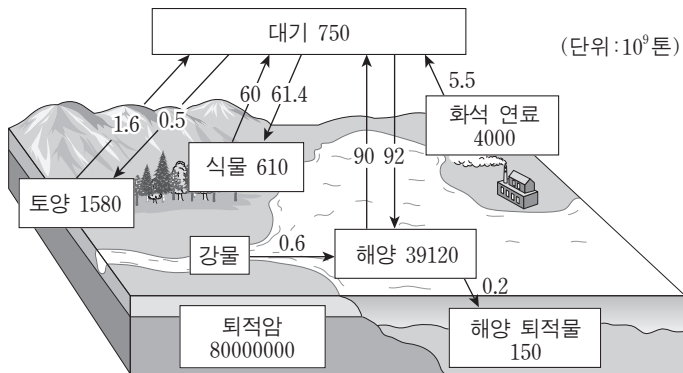 대기 750
(단위:10⁹톤)
1.6
0.5
60
61.4
5.5
화석 연료
4000
식물 610
90
92
토양 1580
강물
0.6
해양 39120
0.2
퇴적암
80000000
해양 퇴적물
150